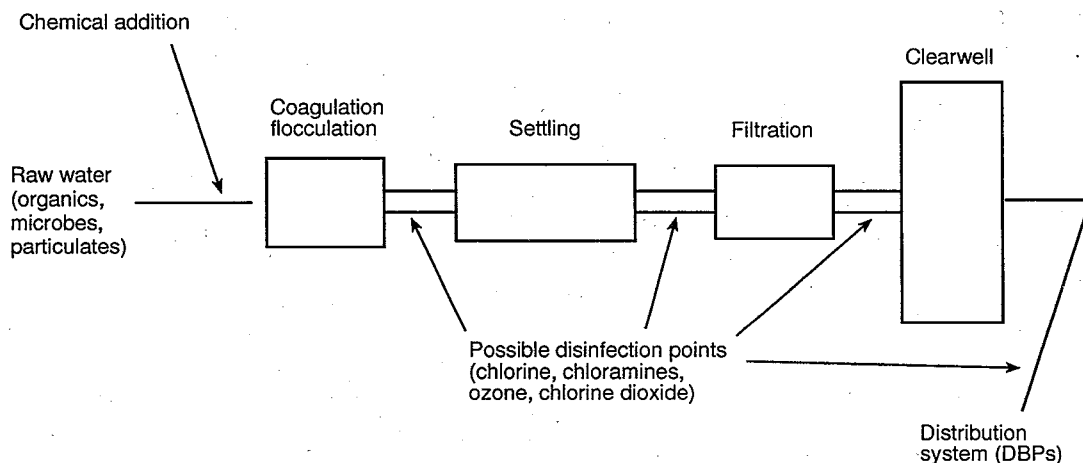 Chemical addition
Clearwell
Coagulation
flocculation
Settling
Filtration
Raw water
(organics,
microbes,
particulates)
Possible disinfection points
(chlorine, chloramines,
ozone, chlorine dioxide)
Distribution
system (DBPs)